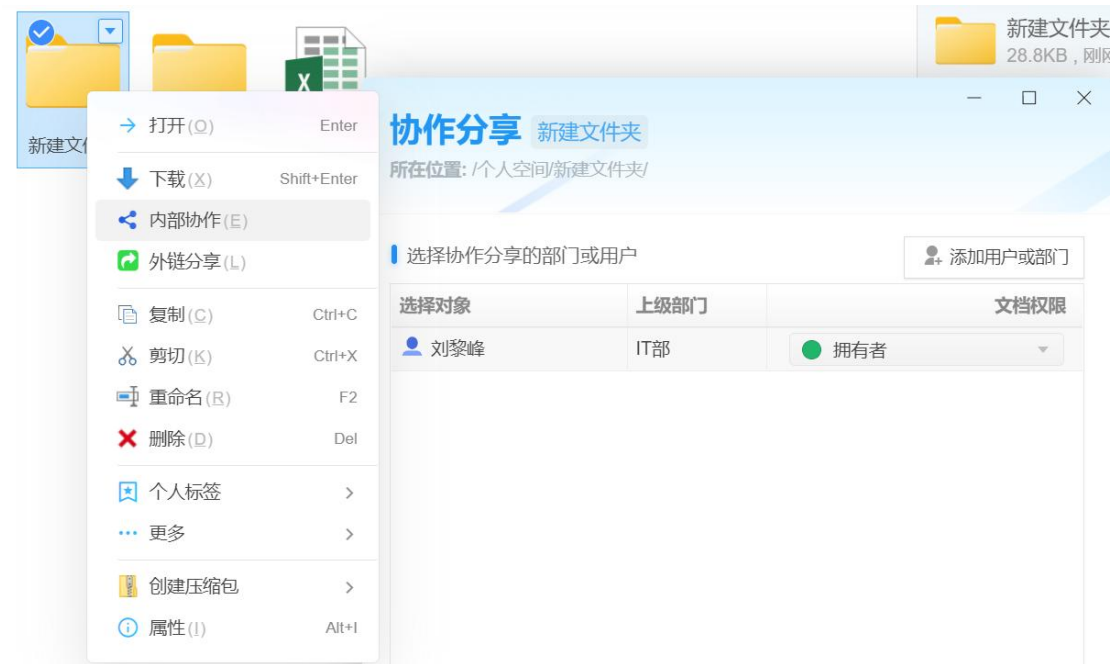 新建文件夹
28.8KB , 刚
新建文
打开(O) Enter
下载(X) Shift+Enter
内部协作(E)
外链分享(L)
复制(C) Ctrl+C
剪切(K) Ctrl+X
重命名(R) F2
删除(D) Del
个人标签
更多
创建压缩包
属性(I) Alt+I
协作分享 新建文件夹
所在位置: /个人空间/新建文件夹/
选择协作分享的部门或用户
添加用户或部门
选择对象 上级部门 文档权限
刘黎峰 IT部 拥有者